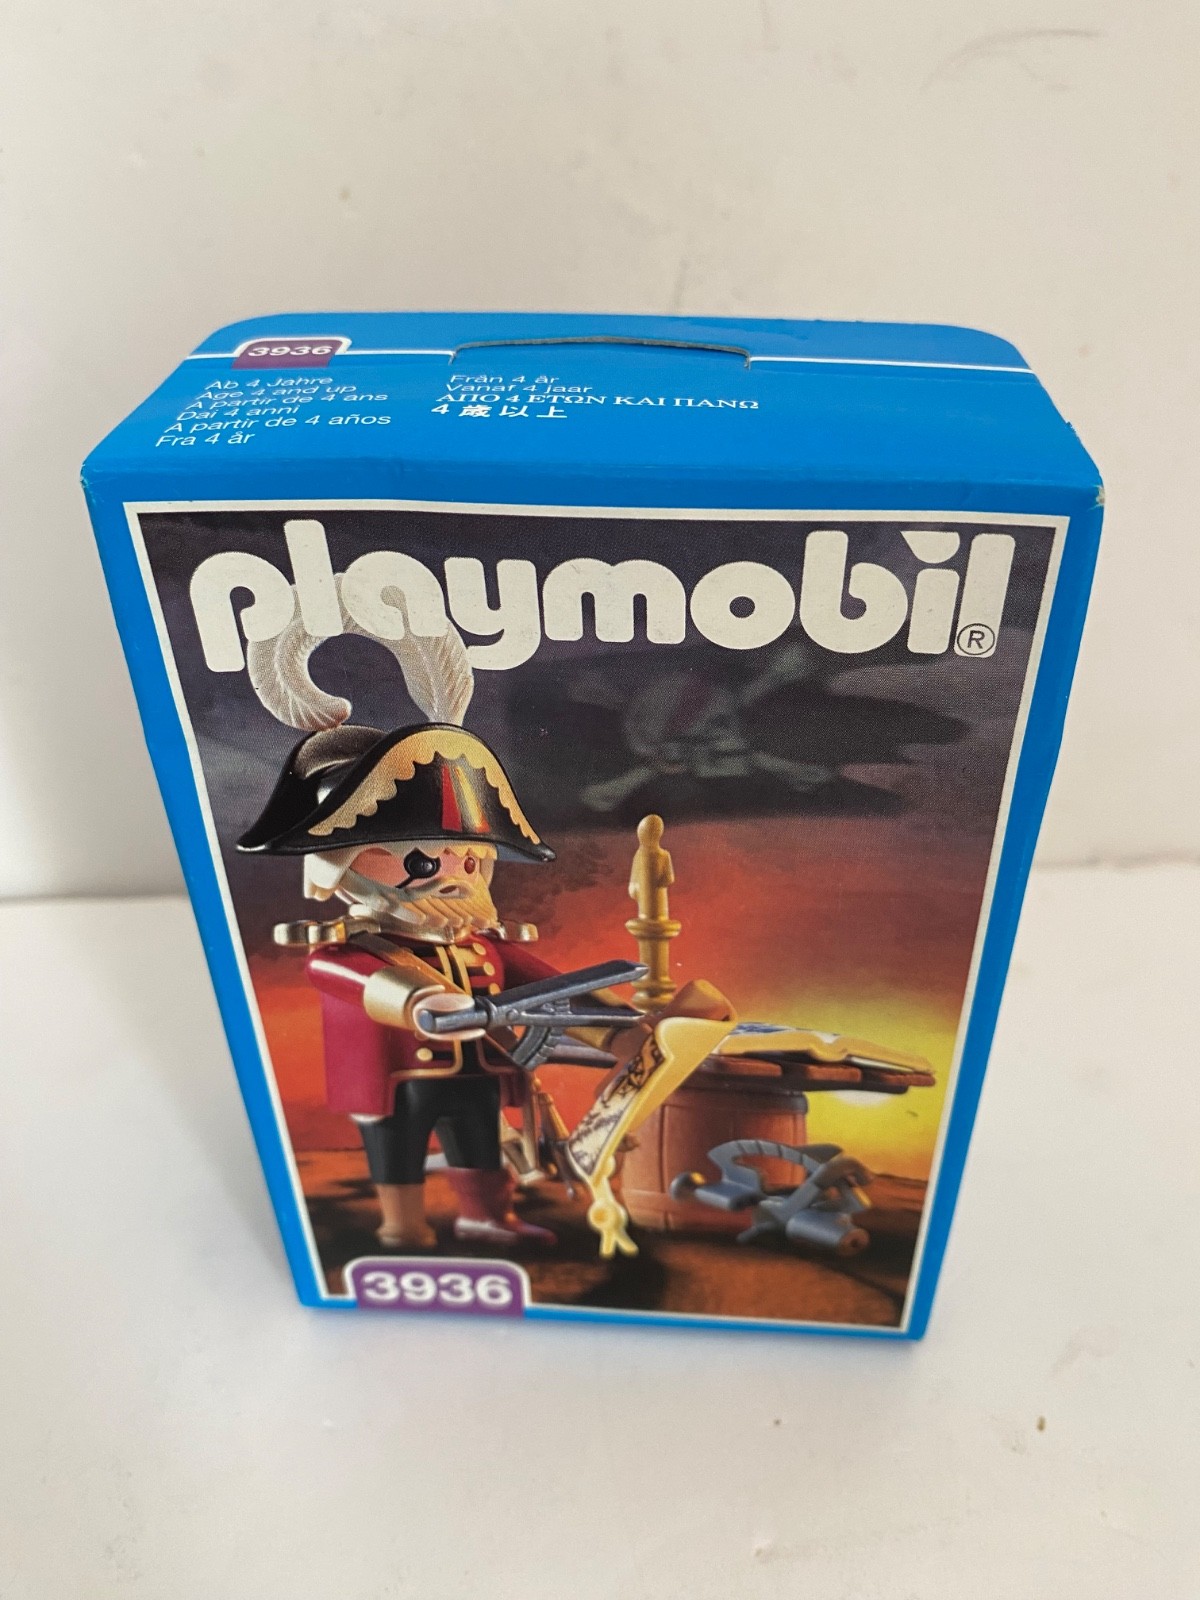 3936
Ab 4 Jahre
Age 4 and up
A partir de 4 ans
Dai 4 anni
A partir de 4 años
Fra 4 år
Från 4 år
Vanaf 4 jaar
ΑΠΟ 4 ΕΤΩΝ ΚΑΙ ΠΑΝΩ
4 歳以上
playmobil®
3936